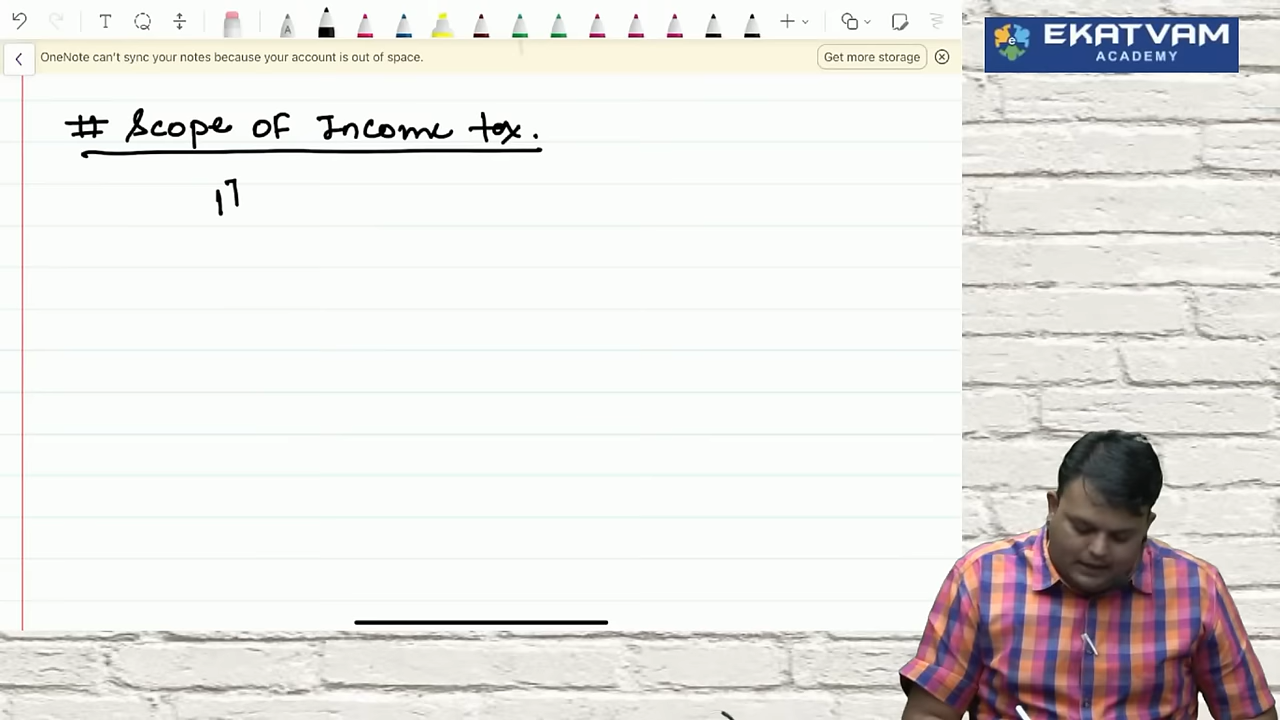 EKATVAM
ACADEMY
OneNote can't sync your notes because your account is out of space.
Get more storage
# Scope of Income tax.